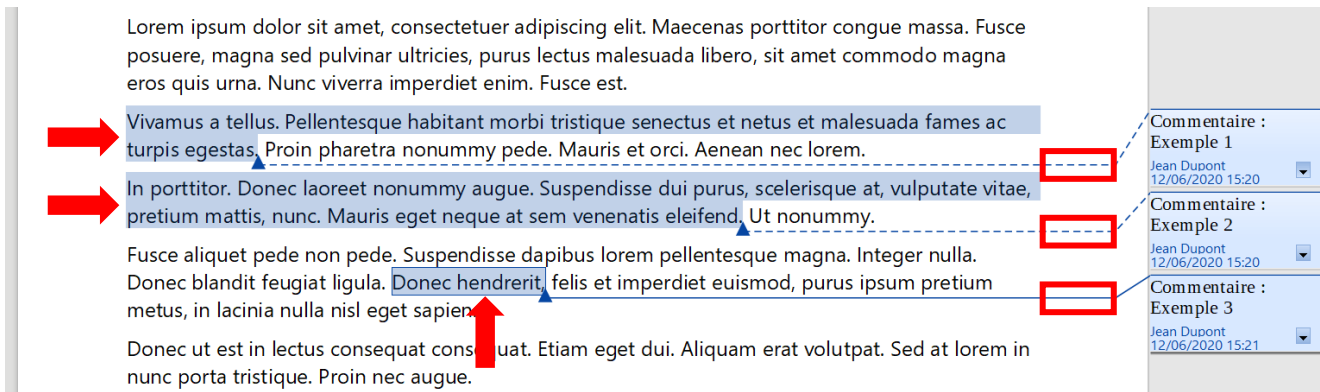 Lorem ipsum dolor sit amet, consectetuer adipiscing elit. Maecenas porttitor congue massa. Fusce
posuere, magna sed pulvinar ultricies, purus lectus malesuada libero, sit amet commodo magna
eros quis urna. Nunc viverra imperdiet enim. Fusce est.
Vivamus a tellus. Pellentesque habitant morbi tristique senectus et netus et malesuada fames ac
turpis egestas. Proin pharetra nonummy pede. Mauris et orci. Aenean nec lorem.
In porttitor. Donec laoreet nonummy augue. Suspendisse dui purus, scelerisque at, vulputate vitae,
pretium mattis, nunc. Mauris eget neque at sem venenatis eleifend. Ut nonummy.
Fusce aliquet pede non pede. Suspendisse dapibus lorem pellentesque magna. Integer nulla.
Donec blandit feugiat ligula. Donec hendrerit, felis et imperdiet euismod, purus ipsum pretium
metus, in lacinia nulla nisl eget
Donec ut est in lectus consequat Etiam eget dui. Aliquam erat volutpat. Sed at lorem in
nunc porta tristique. Proin nec augue.
Commentaire :
Exemple 1
Jean Dupont
12/06/2020 15:20
Commentaire :
Exemple 2
Jean Dupont
12/06/2020 15:20
Commentaire :
Exemple 3
Jean Dupont
12/06/2020 15:21